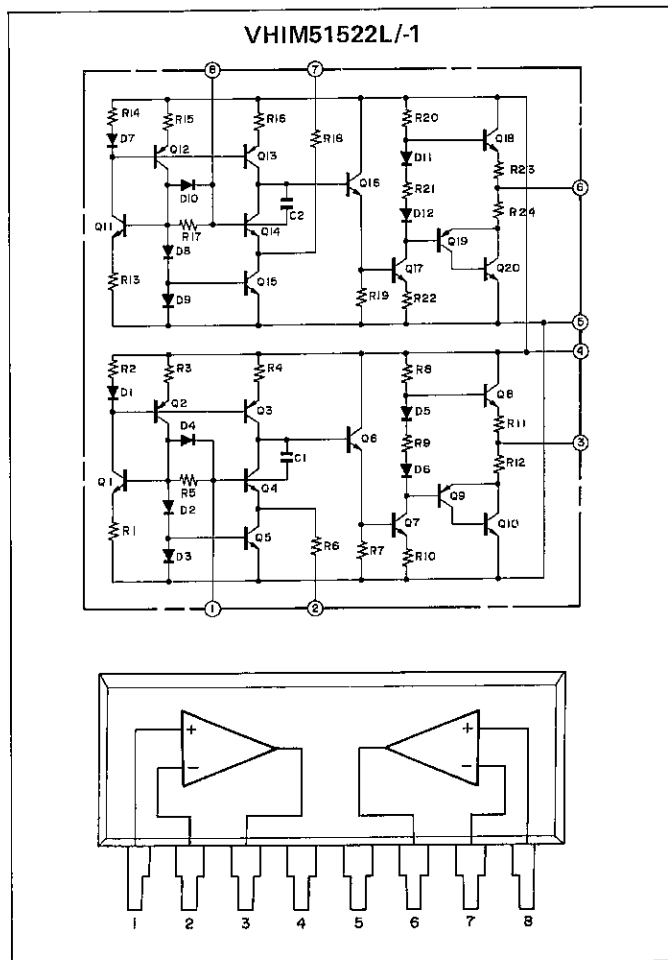 VHIM51522L/-1
8 7
R14 R15 R16 R18 R20 Q18
D7 Q12 Q13 D11 R23
D10 Q16 R21 6
C2 R24
Q11 R17 Q14 D12 Q19
D8 Q17 Q20
R13 Q15 R19 R22
D9
5
4
R2 R3 R4 R8 Q8
D1 Q2 Q3 D5 R11
D4 Q6 R9 3
C1 R12
Q1 R5 Q4 D6 Q9
D2 Q7 Q10
R1 Q5 R6 R7 R10
D3
1 2
+ +
− −
1 2 3 4 5 6 7 8